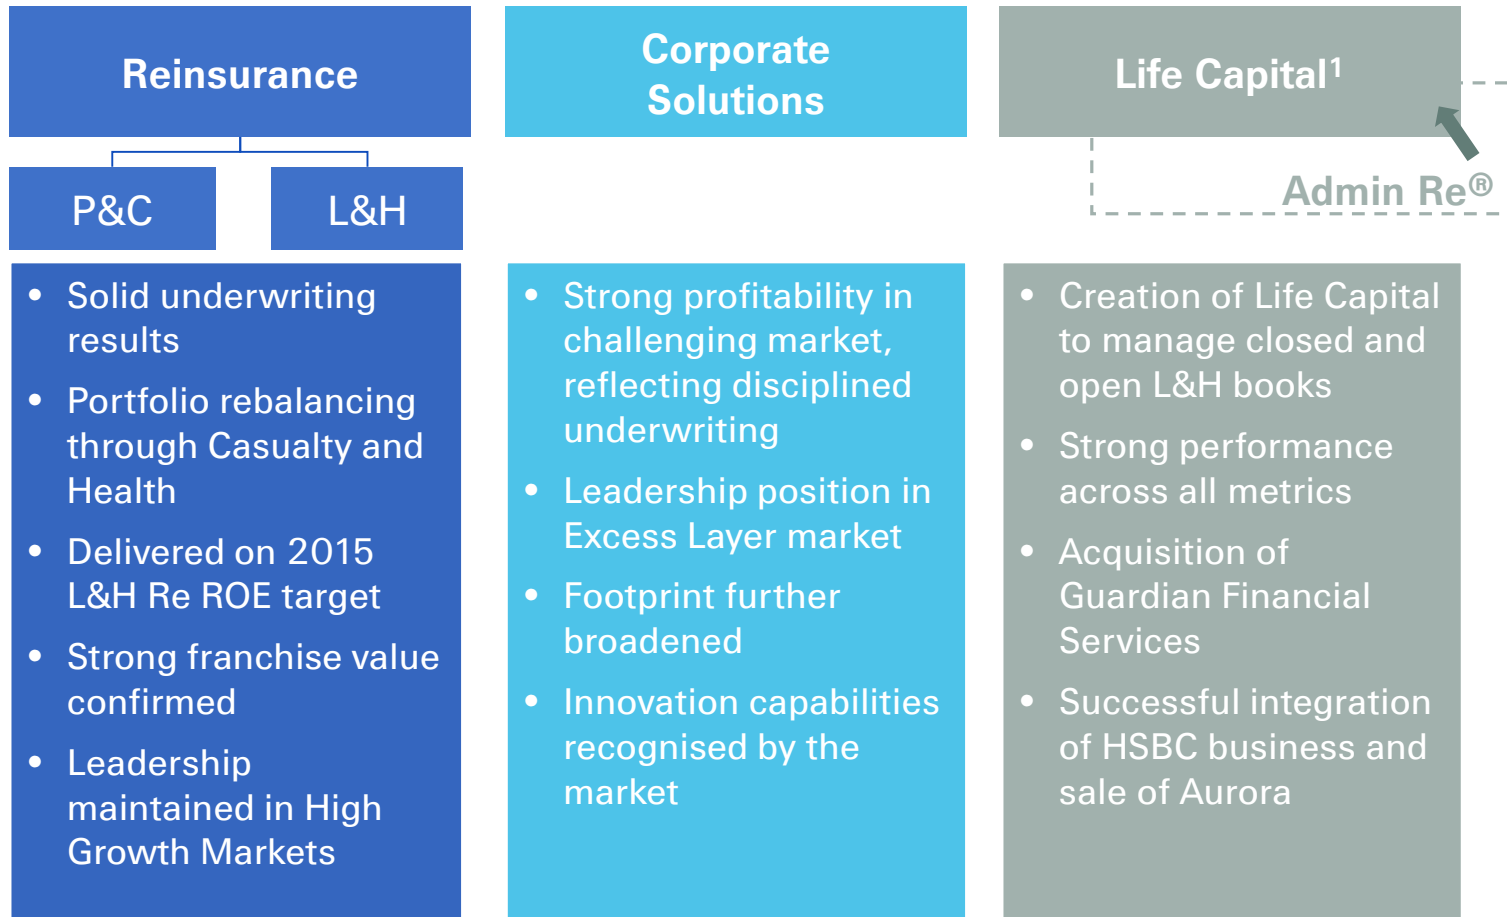 Reinsurance
Corporate
Solutions
Life Capital¹
Admin Re®
P&C
L&H
• Solid underwriting
results
• Portfolio rebalancing
through Casualty and
Health
• Delivered on 2015
L&H Re ROE target
• Strong franchise value
confirmed
• Leadership
maintained in High
Growth Markets
• Strong profitability in
challenging market,
reflecting disciplined
underwriting
• Leadership position in
Excess Layer market
• Footprint further
broadened
• Innovation capabilities
recognised by the
market
• Creation of Life Capital
to manage closed and
open L&H books
• Strong performance
across all metrics
• Acquisition of
Guardian Financial
Services
• Successful integration
of HSBC business and
sale of Aurora